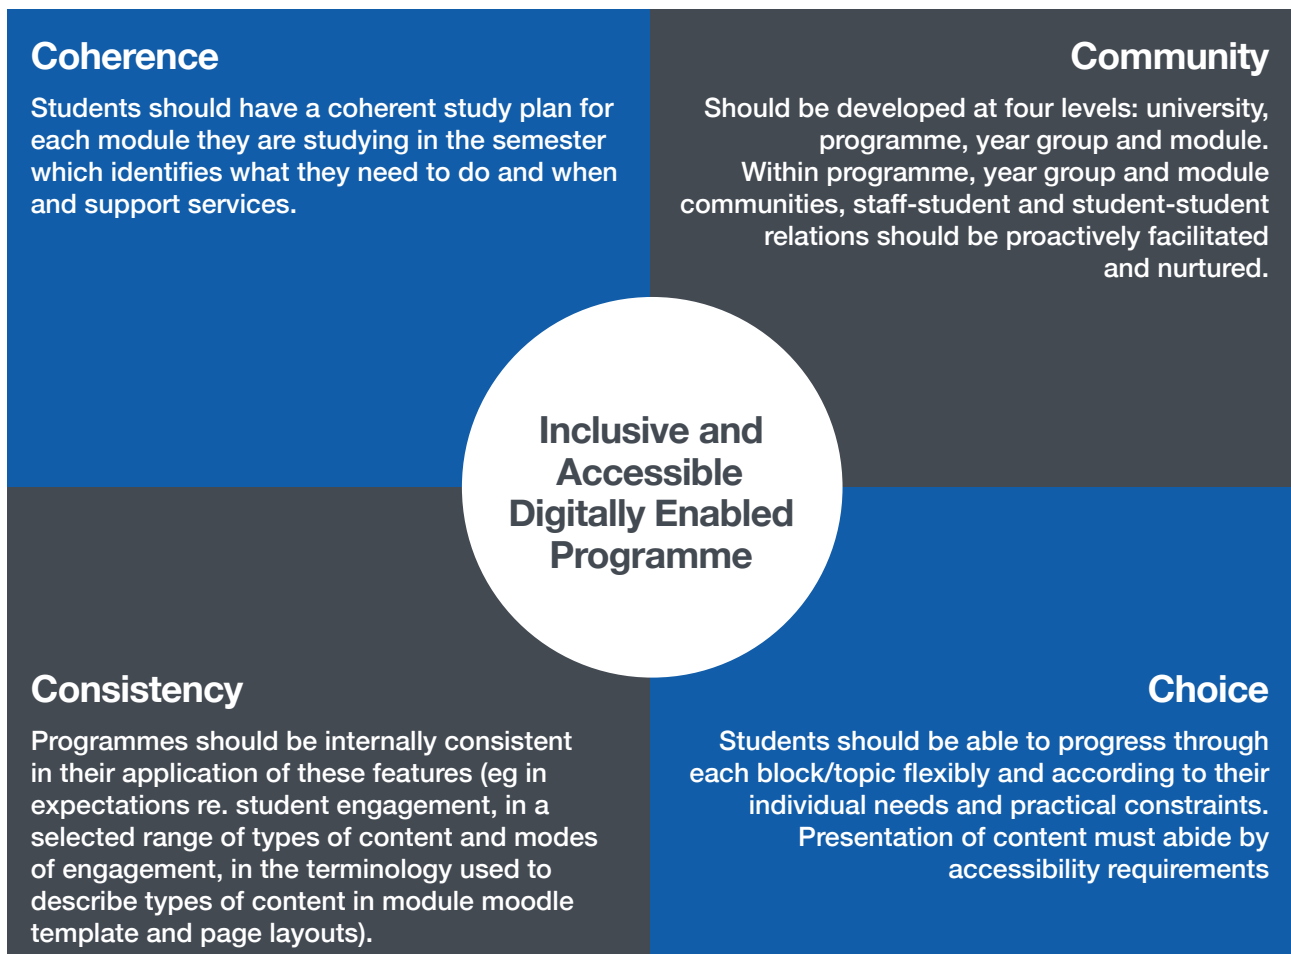 Coherence
Students should have a coherent study plan for
each module they are studying in the semester
which identifies what they need to do and when
and support services.
Community
Should be developed at four levels: university,
programme, year group and module.
Within programme, year group and module
communities, staff-student and student-student
relations should be proactively facilitated
and nurtured.
Inclusive and
Accessible
Digitally Enabled
Programme
Consistency
Programmes should be internally consistent
in their application of these features (eg in
expectations re. student engagement, in a
selected range of types of content and modes
of engagement, in the terminology used to
describe types of content in module moodle
template and page layouts).
Choice
Students should be able to progress through
each block/topic flexibly and according to their
individual needs and practical constraints.
Presentation of content must abide by
accessibility requirements